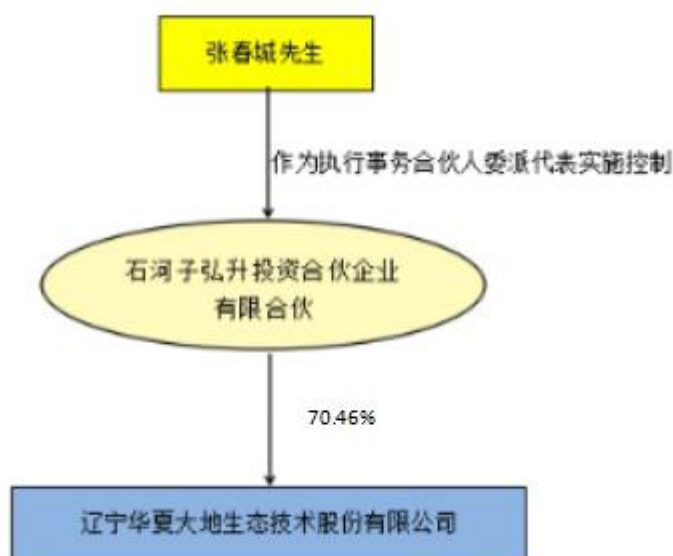 张春城先生
作为执行事务合伙人委派代表实施控制
石河子弘升投资合伙企业
有限合伙
70.46%
辽宁华夏大地生态技术股份有限公司